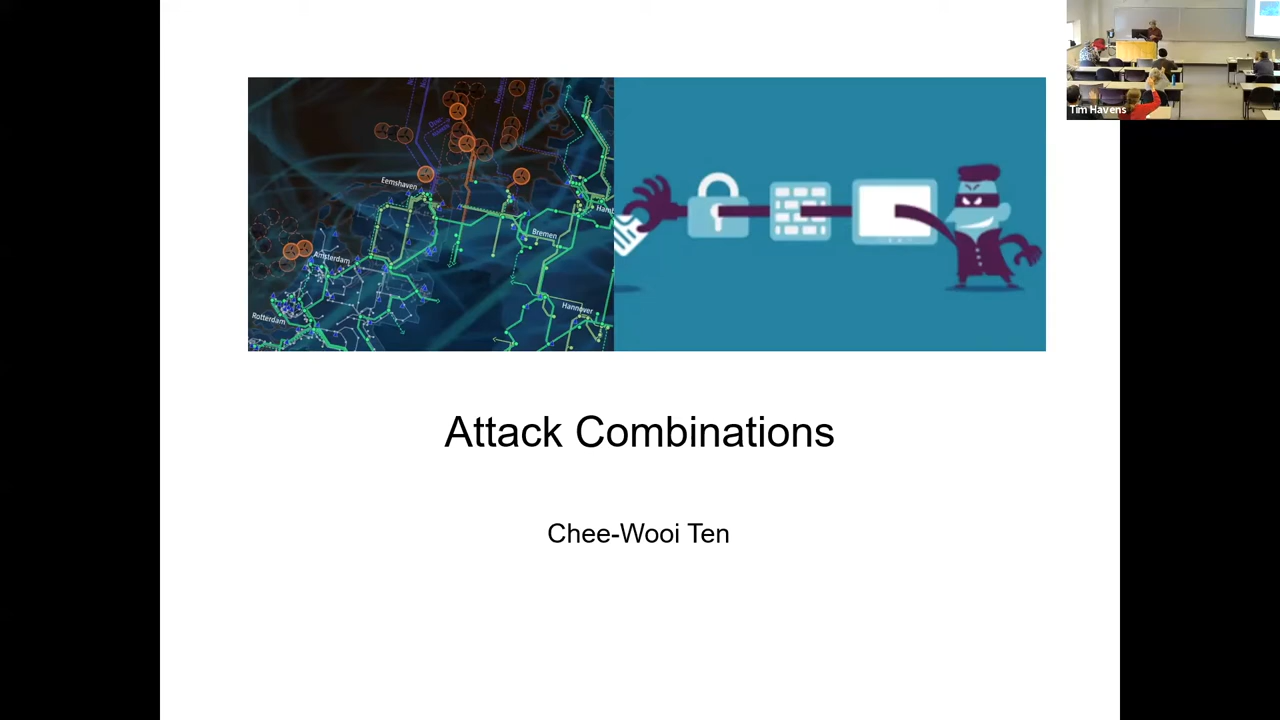 Tim Havens
Eemshaven
Bremen
Amsterdam
Hannover
Rotterdam
Attack Combinations
Chee-Wooi Ten